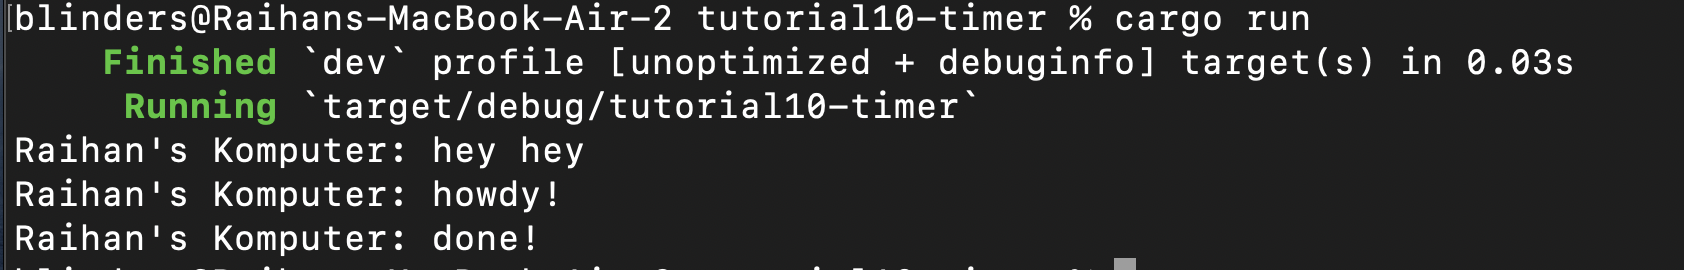 [blinders@Raihans-MacBook-Air-2 tutorial10-timer % cargo run
Finished `dev` profile [unoptimized + debuginfo] target(s) in 0.03s
Running `target/debug/tutorial10-timer`
Raihan's Komputer: hey hey
Raihan's Komputer: howdy!
Raihan's Komputer: done!